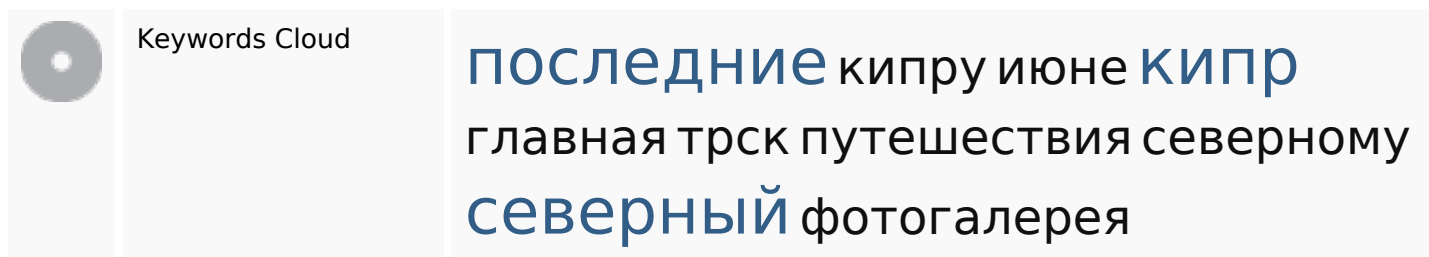 Keywords Cloud
последние кипру июне кипр
главная трск путешествия северному
северный фотогалерея